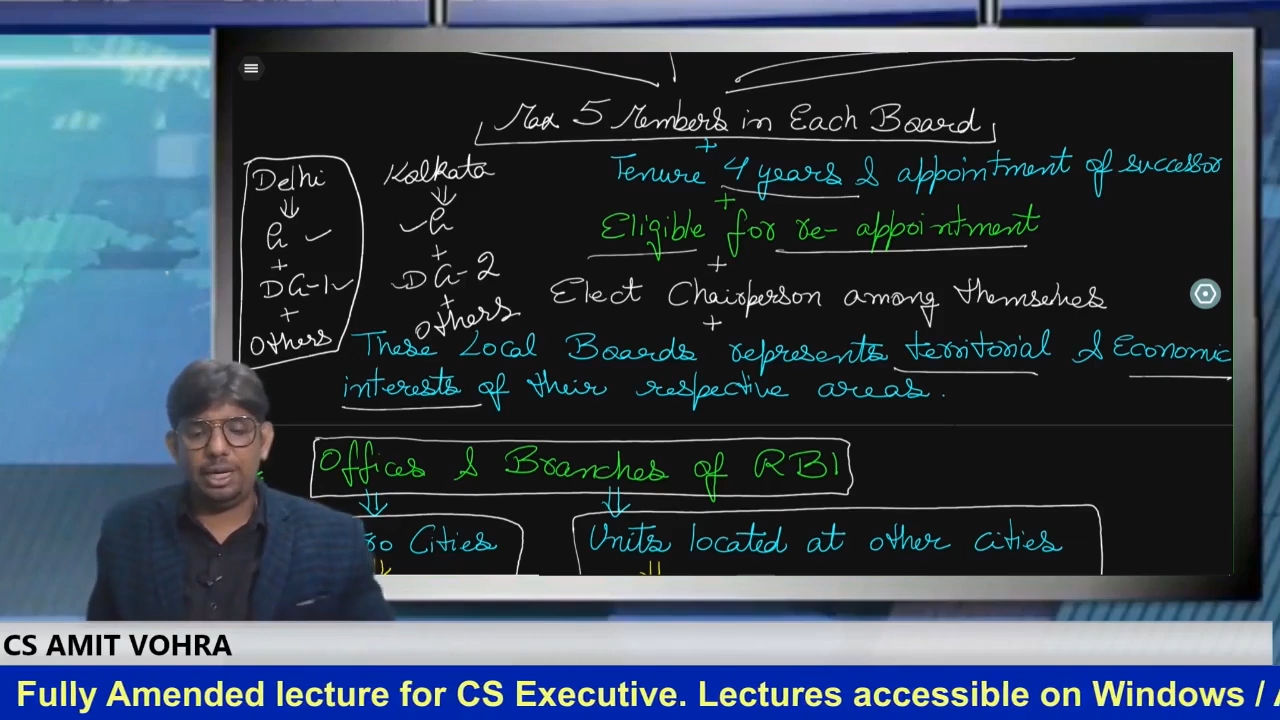 Max 5 Members in Each Board
Delhi
G
+
DG-1
+
Others
Kolkata
G
+
DG-2
+
Others
+
Tenure 4 years & appointment of successor
+
Eligible for re-appointment
+
Elect Chairperson among themselves
+
These Local Boards represents territorial & Economic
interests of their respective areas.
Offices & Branches of RBI
ro Cities
Units located at other cities
CS AMIT VOHRA
Fully Amended lecture for CS Executive. Lectures accessible on Windows /